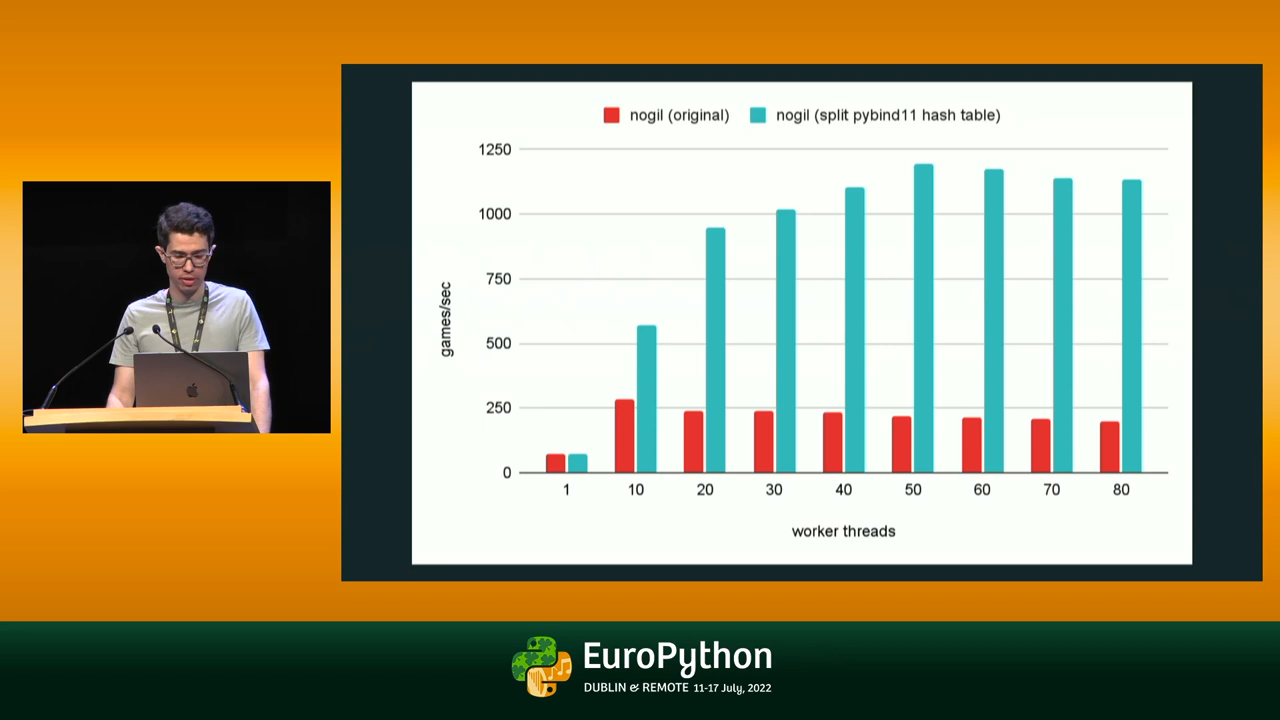 nogil (original) nogil (split pybind11 hash table)
1250
1000
750
500
250
0
games/sec
1 10 20 30 40 50 60 70 80
worker threads
EuroPython
DUBLIN & REMOTE 11-17 July, 2022